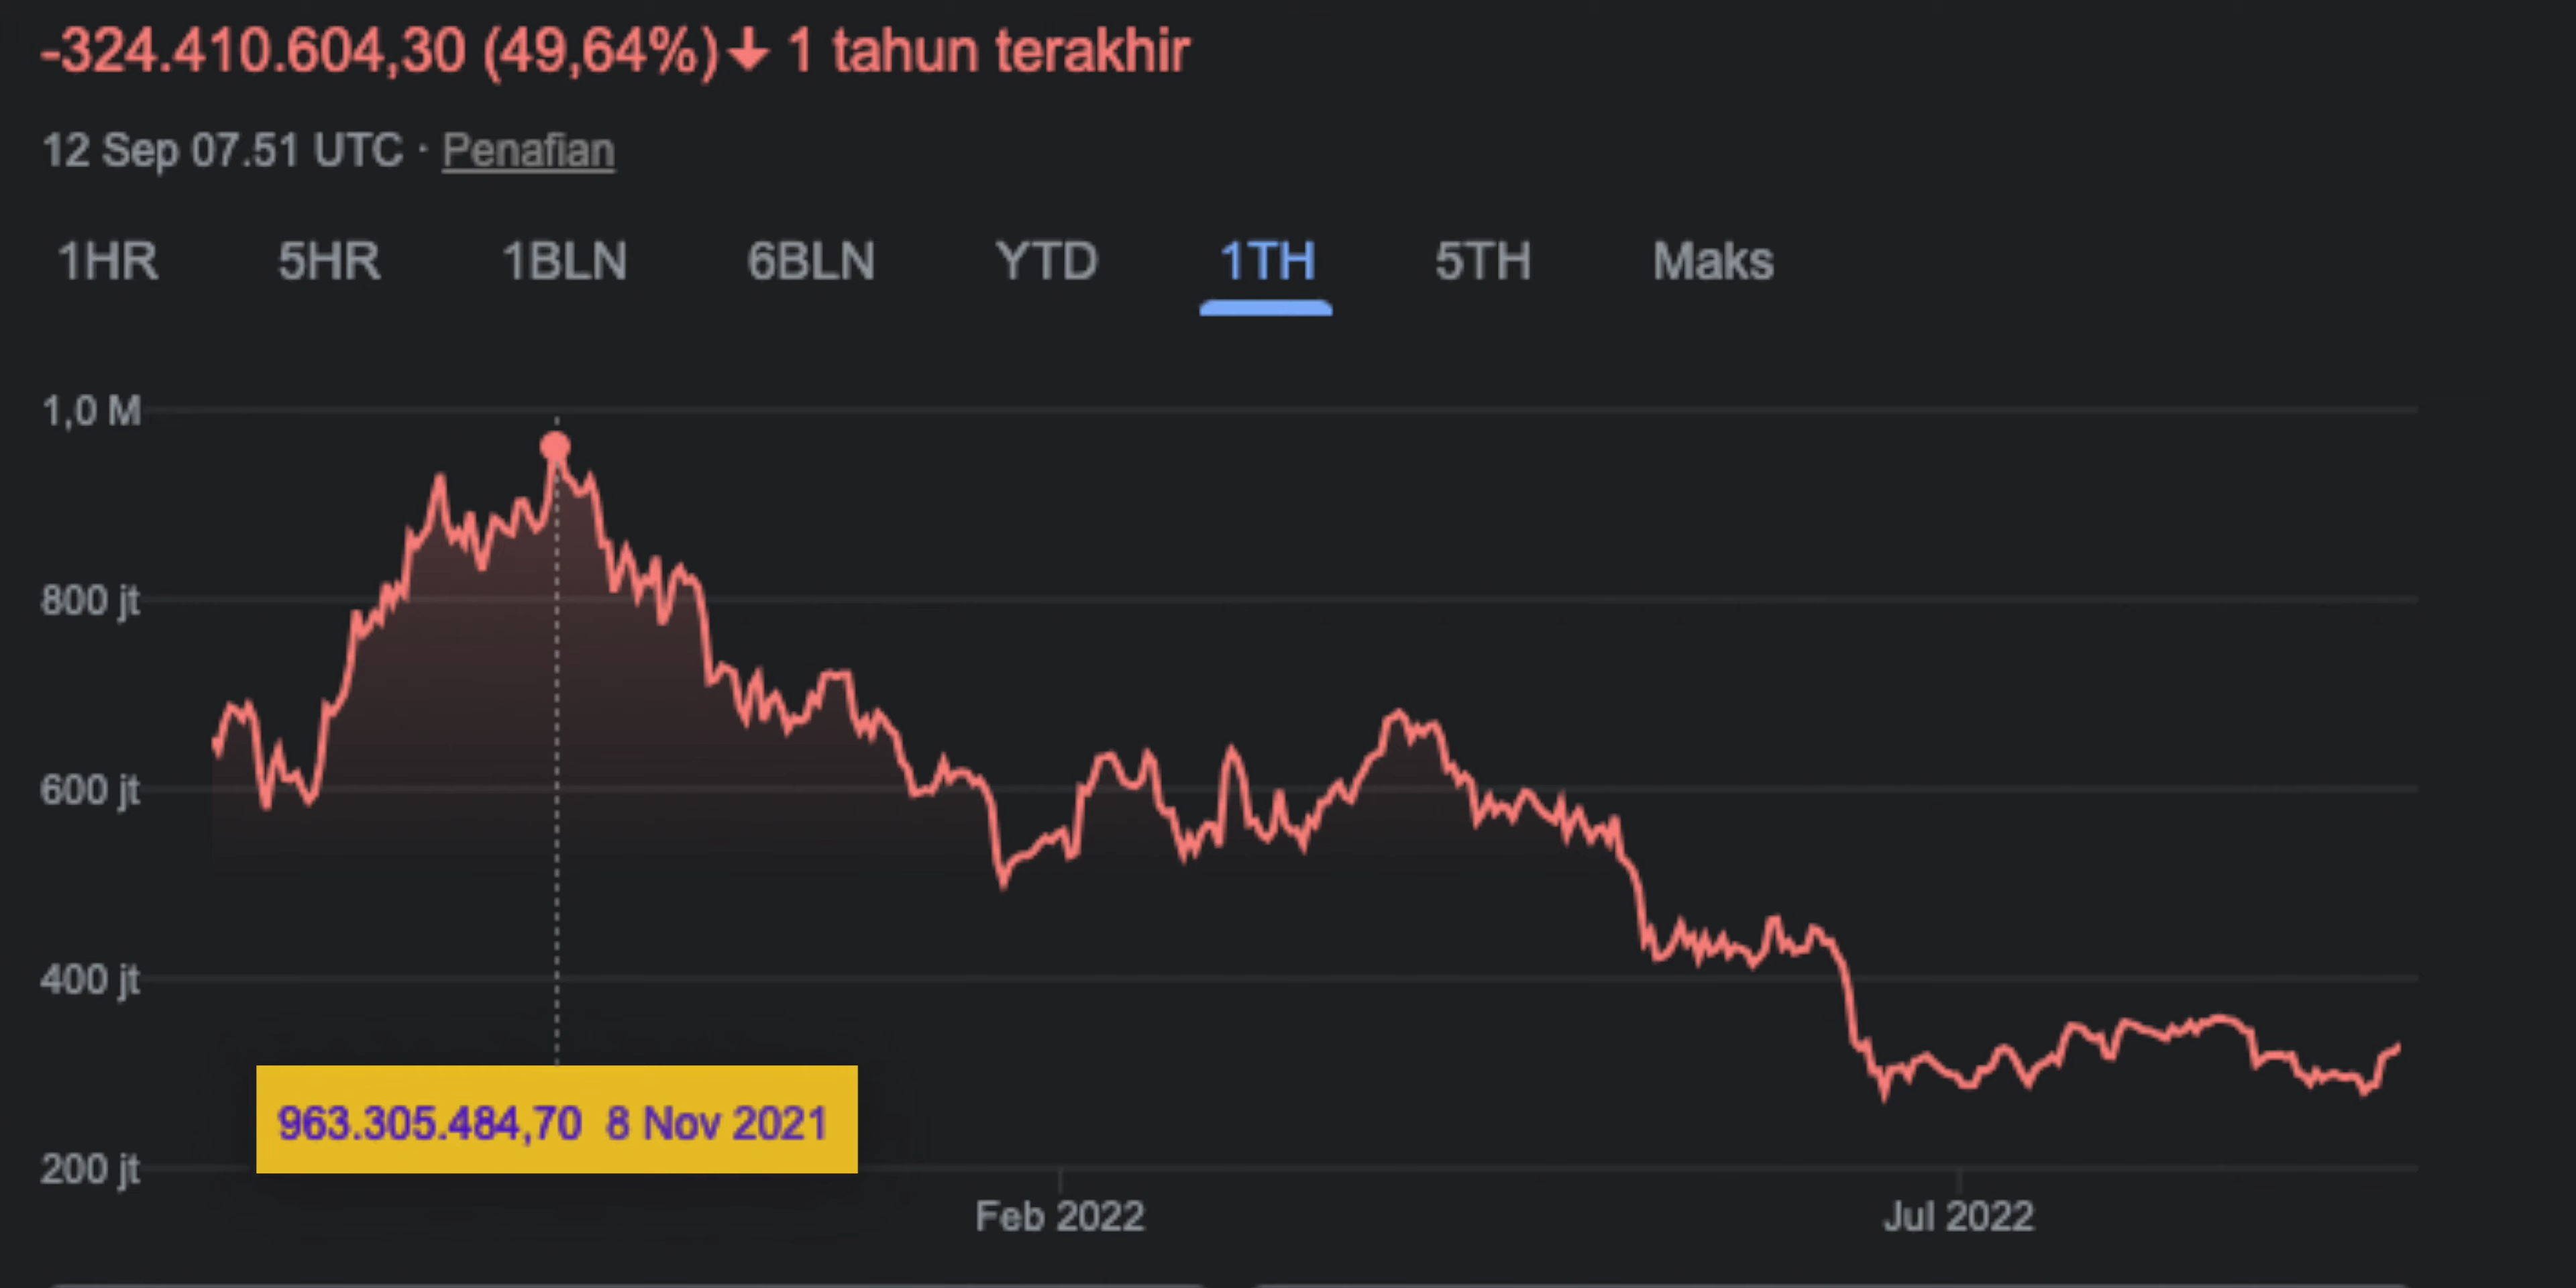 -324.410.604,30 (49,64%)↓ 1 tahun terakhir
12 Sep 07.51 UTC · Penafian
1HR 5HR 1BLN 6BLN YTD 1TH 5TH Maks
1,0 M
800 jt
600 jt
400 jt
963.305.484,70 8 Nov 2021
200 jt
Feb 2022 Jul 2022